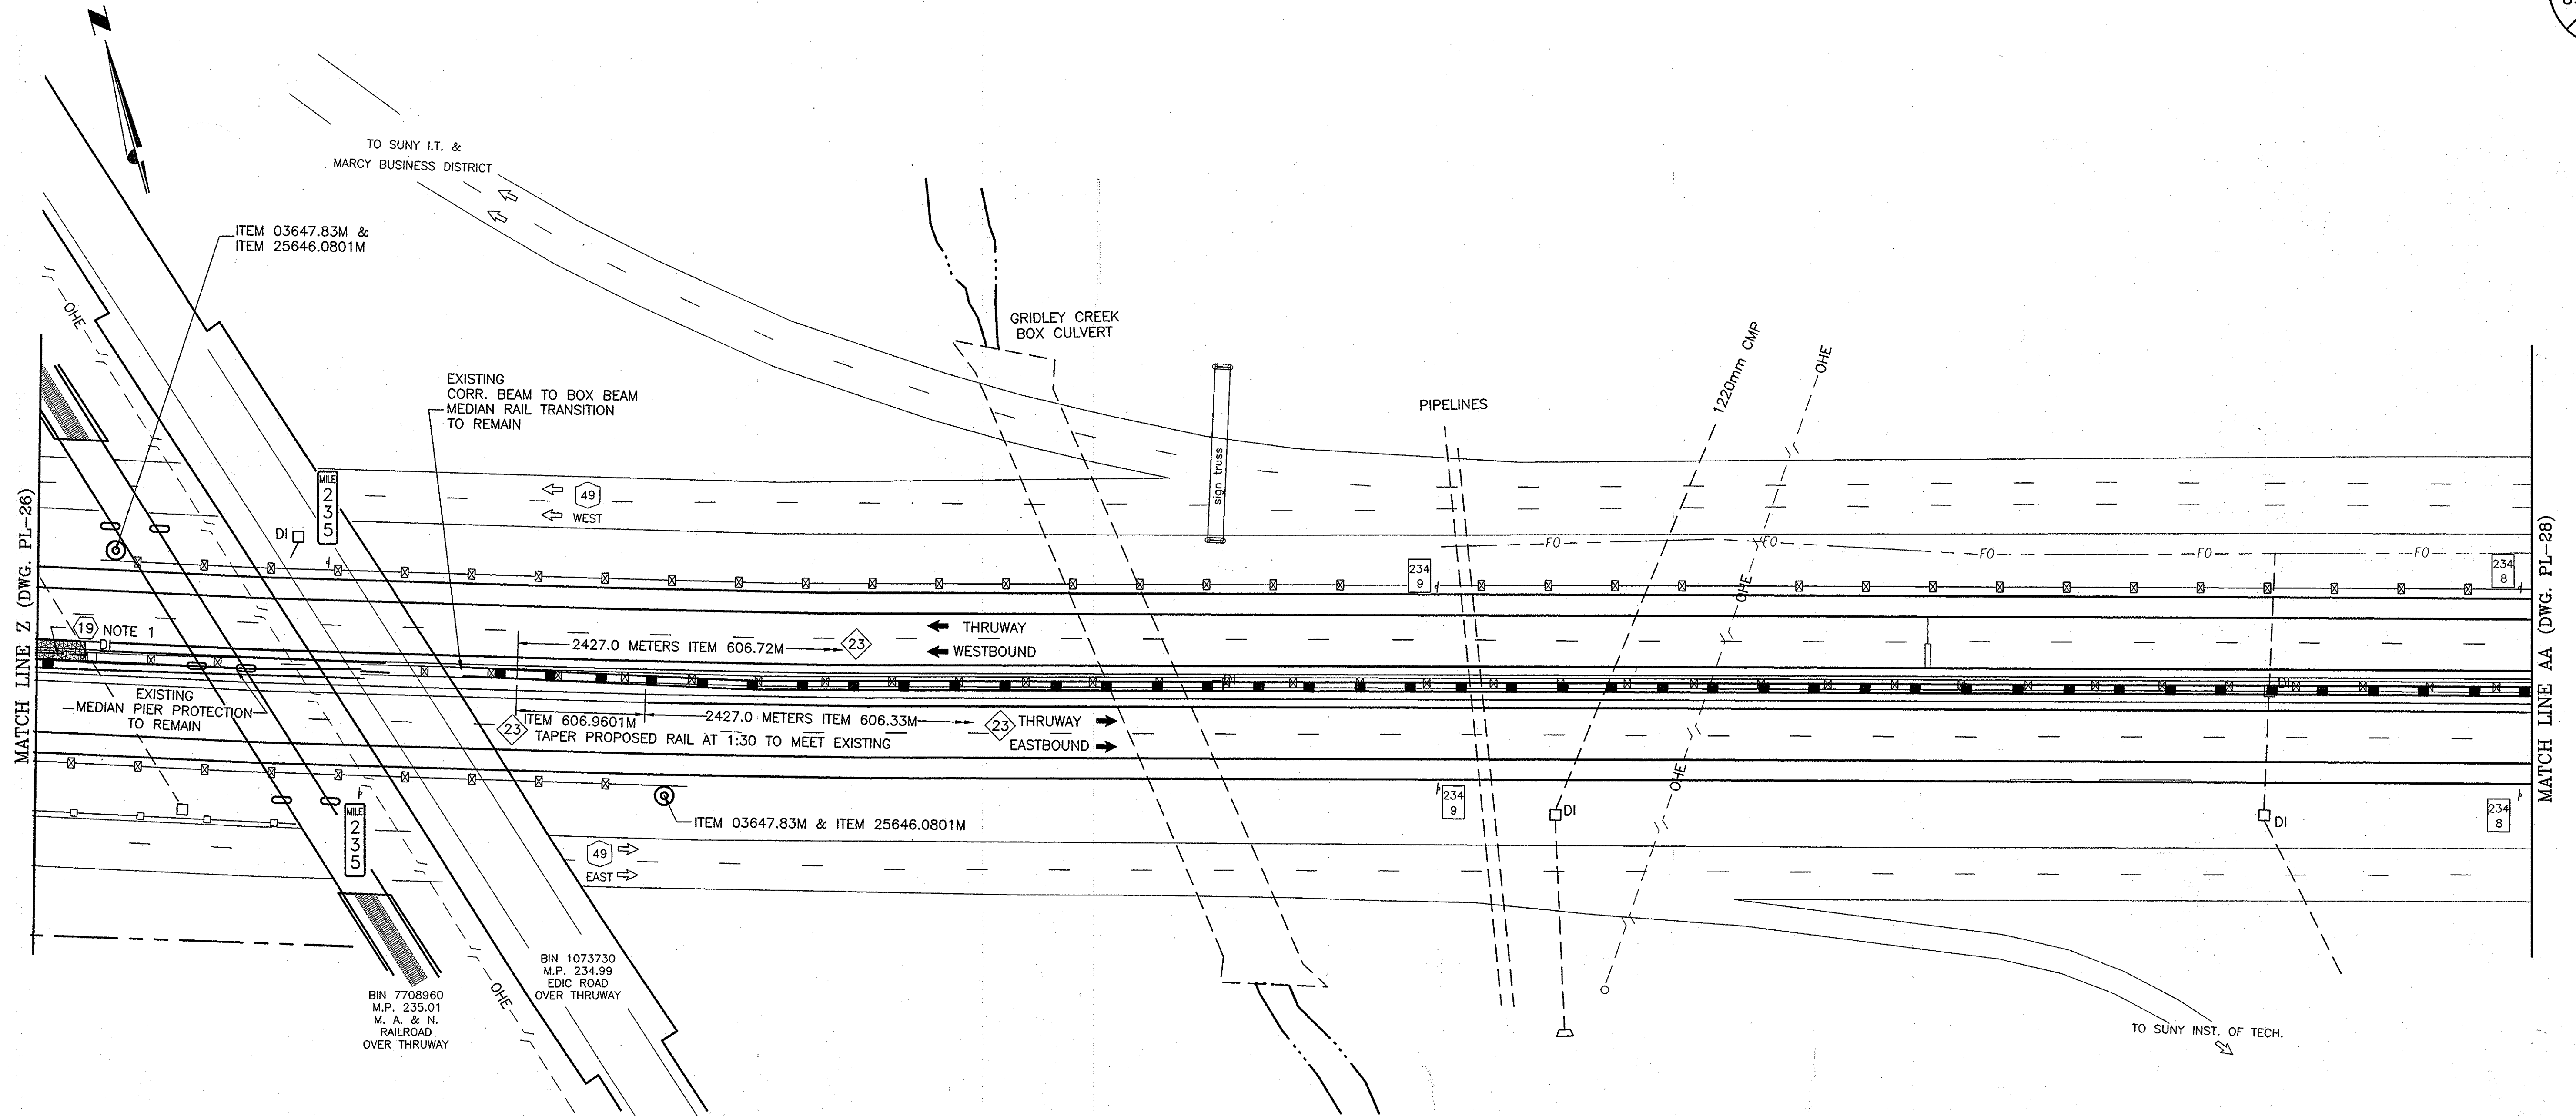 N
TO SUNY I.T. &
MARCY BUSINESS DISTRICT
ITEM 03647.83M &
ITEM 25646.0801M
OHE
GRIDLEY CREEK
BOX CULVERT
EXISTING
CORR. BEAM TO BOX BEAM
MEDIAN RAIL TRANSITION
TO REMAIN
PIPELINES
1220mm CMP
OHE
sign truss
MILE
2
3
5
49
WEST
DI
MATCH LINE Z (DWG. PL-26)
MATCH LINE AA (DWG. PL-28)
FO
FO
FO
FO
FO
234
9
234
8
OHE
19 NOTE 1
DI
THRUWAY
WESTBOUND
2427.0 METERS ITEM 606.72M
23
EXISTING
MEDIAN PIER PROTECTION
TO REMAIN
DI
DI
23
ITEM 606.9601M
2427.0 METERS ITEM 606.33M
23
THRUWAY
EASTBOUND
TAPER PROPOSED RAIL AT 1:30 TO MEET EXISTING
OHE
234
9
DI
234
8
DI
MILE
2
3
5
ITEM 03647.83M & ITEM 25646.0801M
49
EAST
BIN 1073730
M.P. 234.99
EDIC ROAD
OVER THRUWAY
OHE
BIN 7708960
M.P. 235.01
M. A. & N.
RAILROAD
OVER THRUWAY
TO SUNY INST. OF TECH.